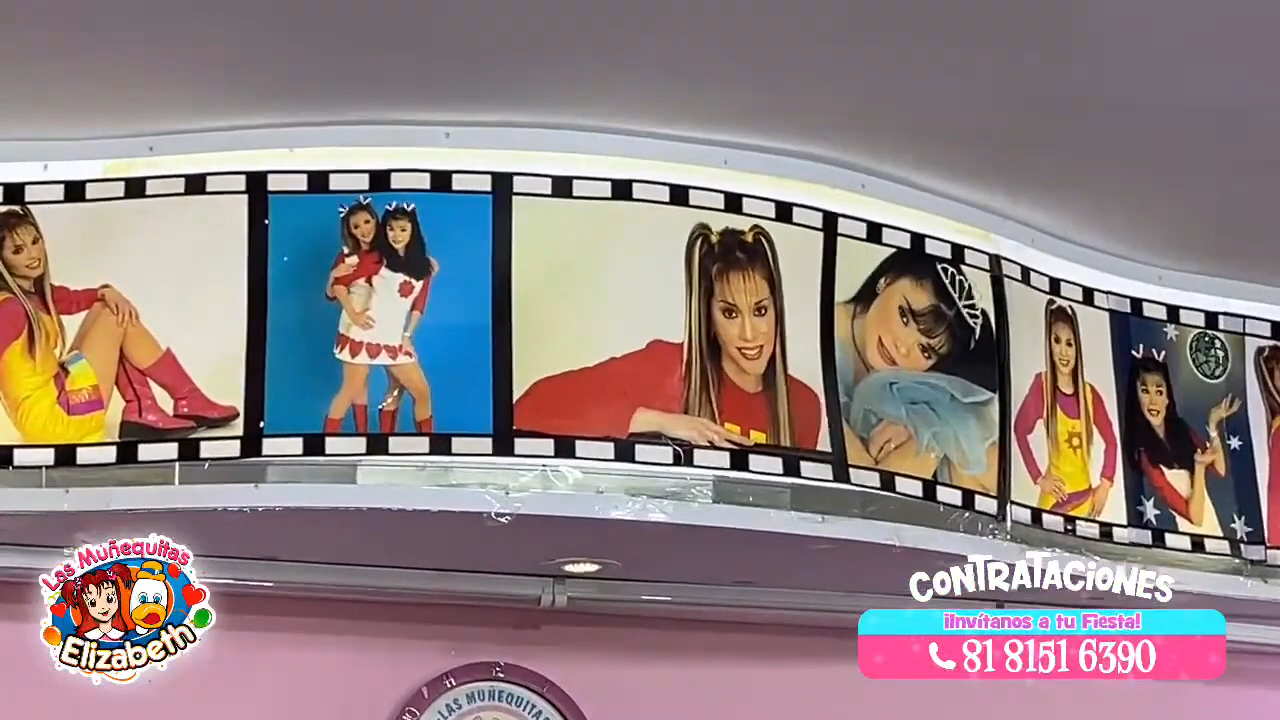 Las Muñequitas
Elizabeth
CONTRATACIONES
¡Invítanos a tu Fiesta!
81 8151 6390
LAS MUÑEQUITAS